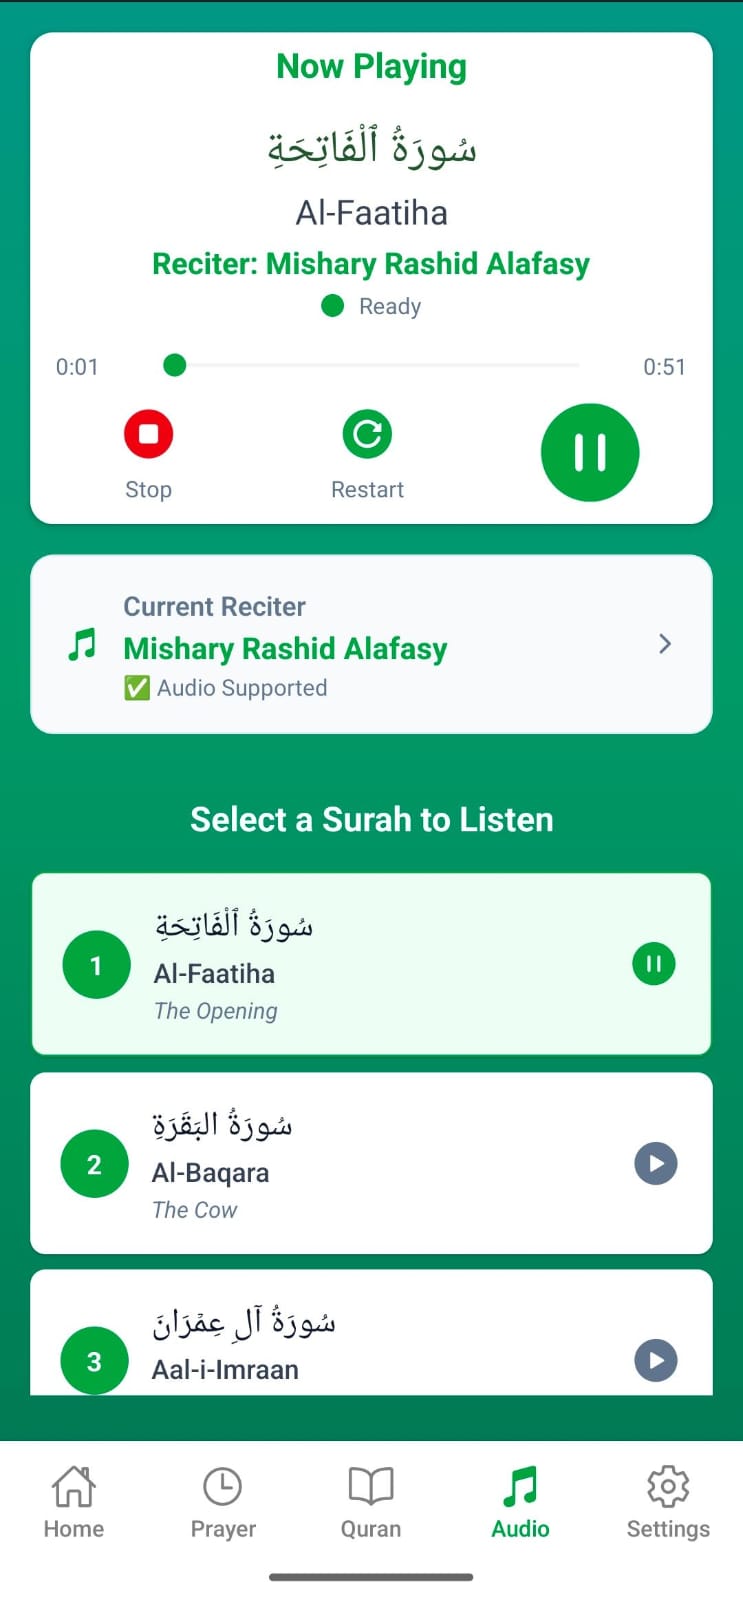 Now Playing
سُورَةُ ٱلْفَاتِحَةِ
Al-Faatiha
Reciter: Mishary Rashid Alafasy
Ready
0:01
0:51
Stop
Restart
Current Reciter
Mishary Rashid Alafasy
✅ Audio Supported
Select a Surah to Listen
1
سُورَةُ ٱلْفَاتِحَةِ
Al-Faatiha
The Opening
2
سُورَةُ البَقَرَةِ
Al-Baqara
The Cow
3
سُورَةُ آلِ عِمۡرَانَ
Aal-i-Imraan
Home
Prayer
Quran
Audio
Settings